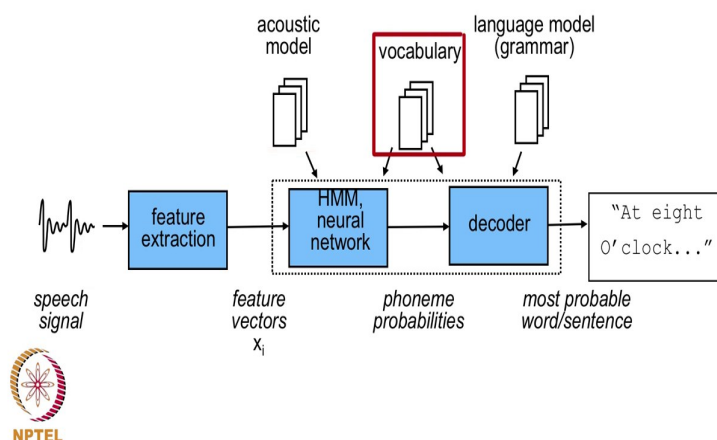 acoustic
model
vocabulary
language model
(grammar)
feature
extraction
HMM,
neural
network
decoder
"At eight
O'clock..."
speech
signal
feature
vectors
xi
phoneme
probabilities
most probable
word/sentence
NPTEL